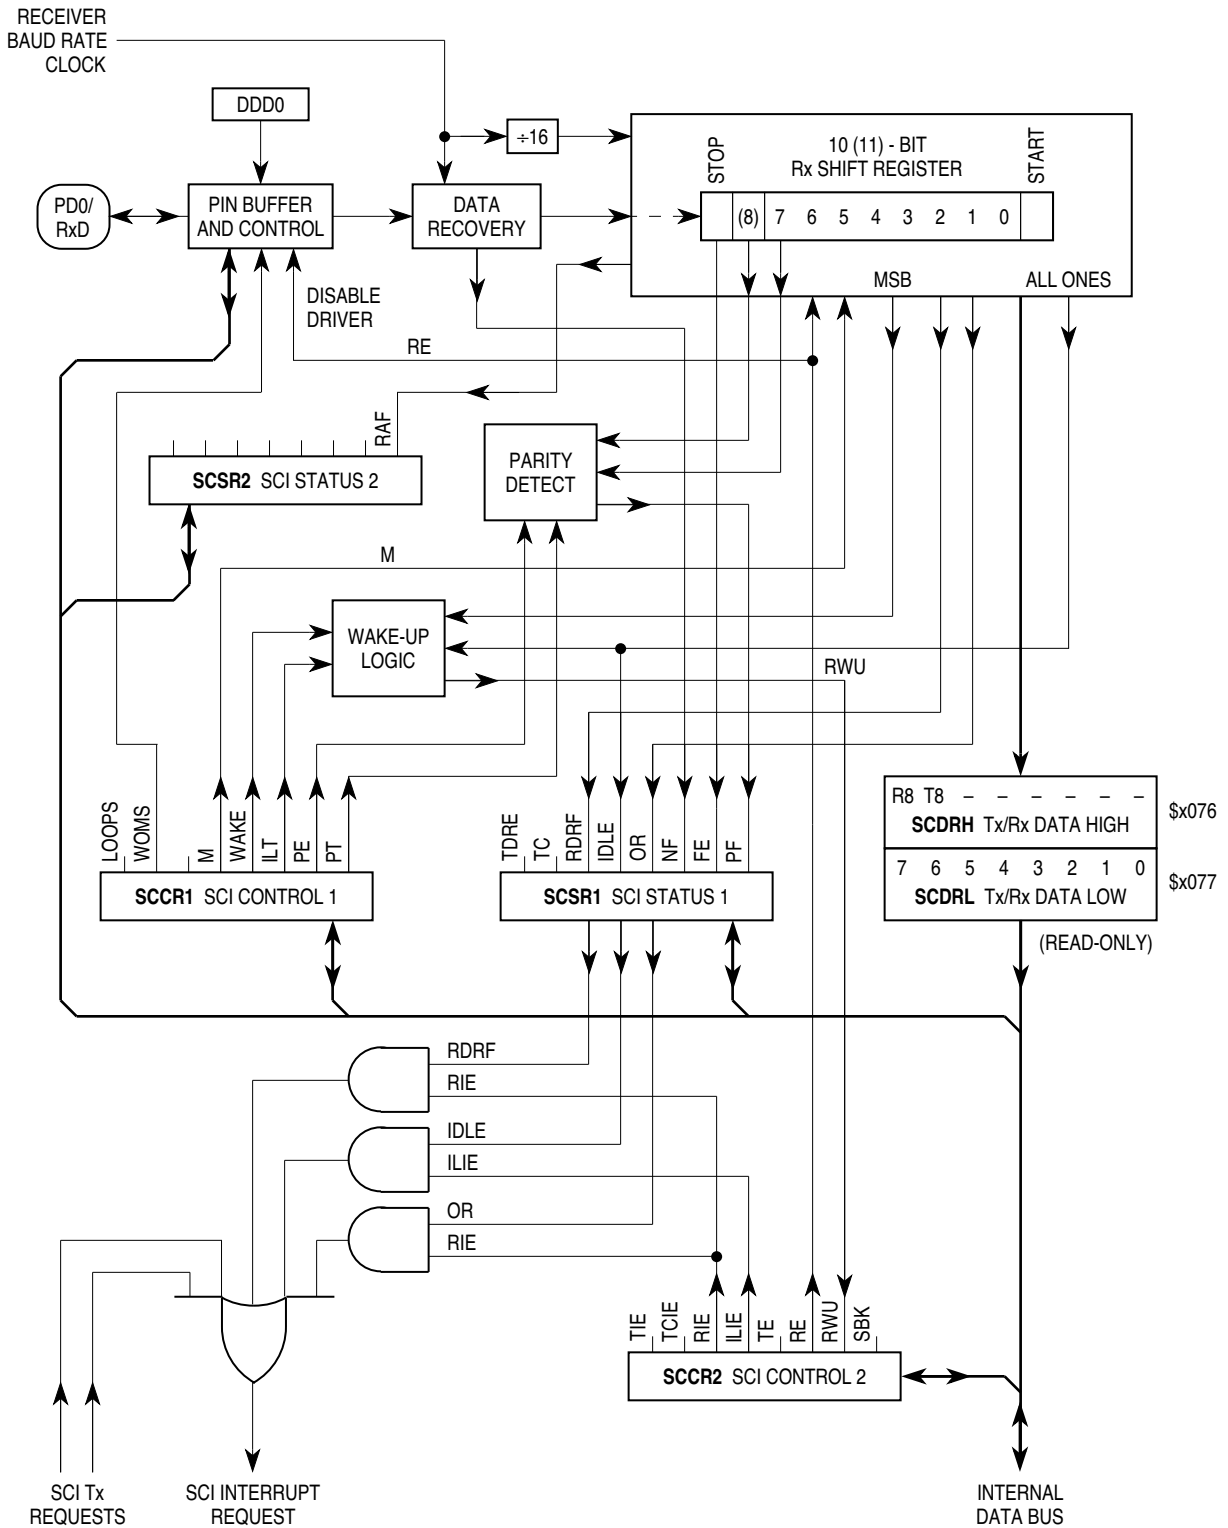 RECEIVER
BAUD RATE
CLOCK
DDD0
÷16
10 (11) - BIT
Rx SHIFT REGISTER
STOP
START
(8) 7 6 5 4 3 2 1 0
PD0/
RxD
PIN BUFFER
AND CONTROL
DATA
RECOVERY
MSB
ALL ONES
DISABLE
DRIVER
RE
RAF
SCSR2 SCI STATUS 2
PARITY
DETECT
M
WAKE-UP
LOGIC
RWU
LOOPS
WOMS
M
WAKE
ILT
PE
PT
SCCR1 SCI CONTROL 1
TDRE
TC
RDRF
IDLE
OR
NF
FE
PF
SCSR1 SCI STATUS 1
R8 T8 – – – – – –
SCDRH Tx/Rx DATA HIGH
$x076
7 6 5 4 3 2 1 0
SCDRL Tx/Rx DATA LOW
$x077
(READ-ONLY)
RDRF
RIE
IDLE
ILIE
OR
RIE
TIE
TCIE
RIE
ILIE
TE
RE
RWU
SBK
SCCR2 SCI CONTROL 2
SCI Tx
REQUESTS
SCI INTERRUPT
REQUEST
INTERNAL
DATA BUS